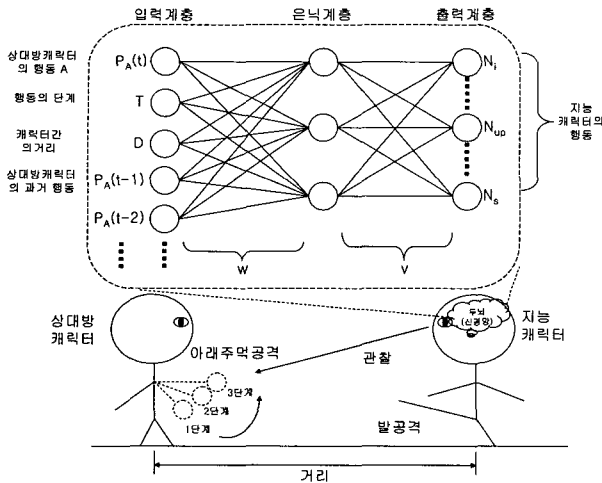 입력계층
은닉계층
출력계층
상대방캐릭터
의 행동 A
P_A(t)
N_i
행동의 단계
T
캐릭터간
의거리
D
N_up
지능
캐릭터의
행동
상대방캐릭터
의 과거 행동
P_A(t-1)
P_A(t-2)
N_s
W
V
상대방
캐릭터
두뇌
(신경망)
지능
캐릭터
아래주먹공격
관찰
3단계
2단계
1단계
발공격
거리